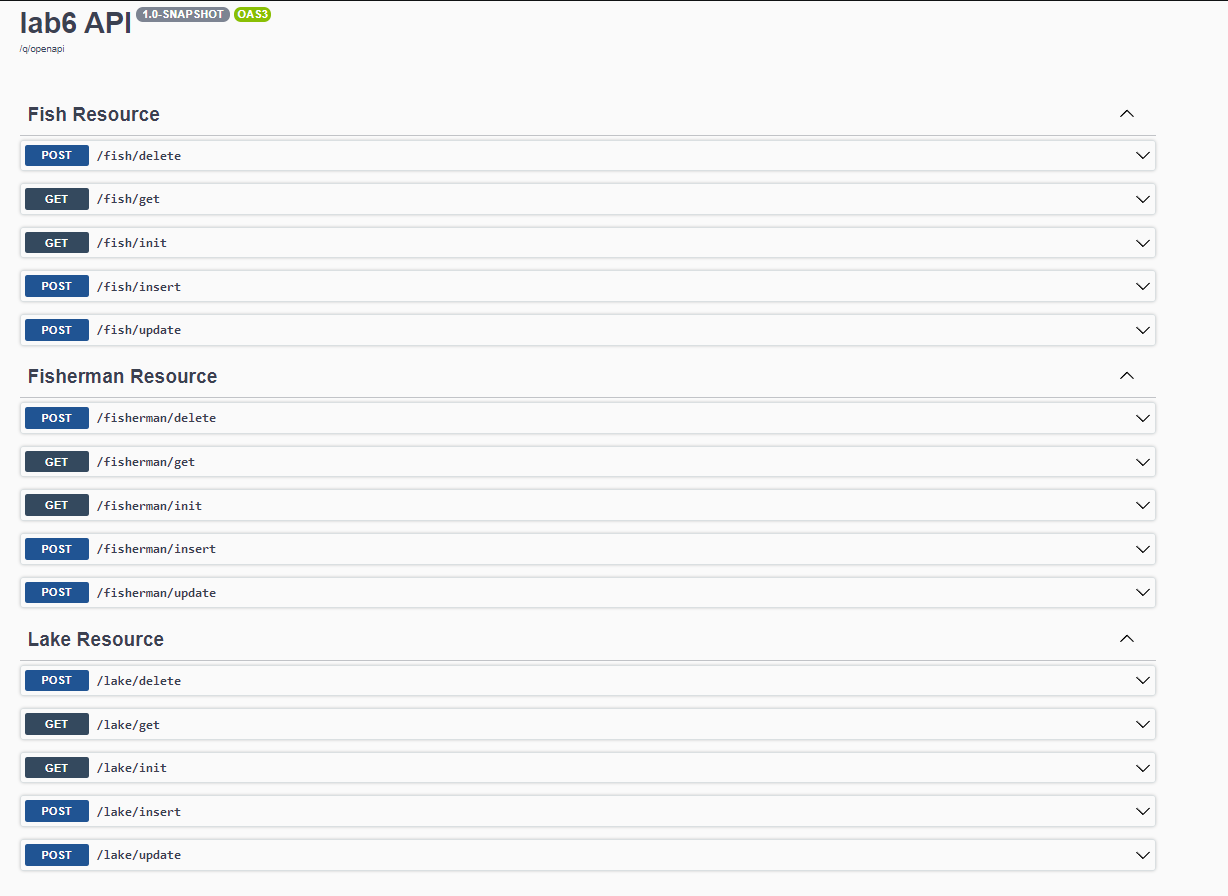 lab6 API 1.0-SNAPSHOT OAS3
/q/openapi
Fish Resource
POST /fish/delete
GET /fish/get
GET /fish/init
POST /fish/insert
POST /fish/update
Fisherman Resource
POST /fisherman/delete
GET /fisherman/get
GET /fisherman/init
POST /fisherman/insert
POST /fisherman/update
Lake Resource
POST /lake/delete
GET /lake/get
GET /lake/init
POST /lake/insert
POST /lake/update